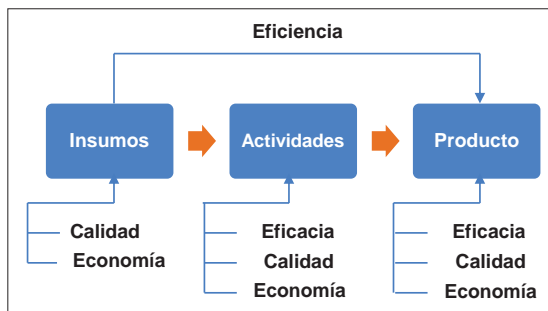 Eficiencia
Insumos
Actividades
Producto
Calidad
Economía
Eficacia
Calidad
Economía
Eficacia
Calidad
Economía